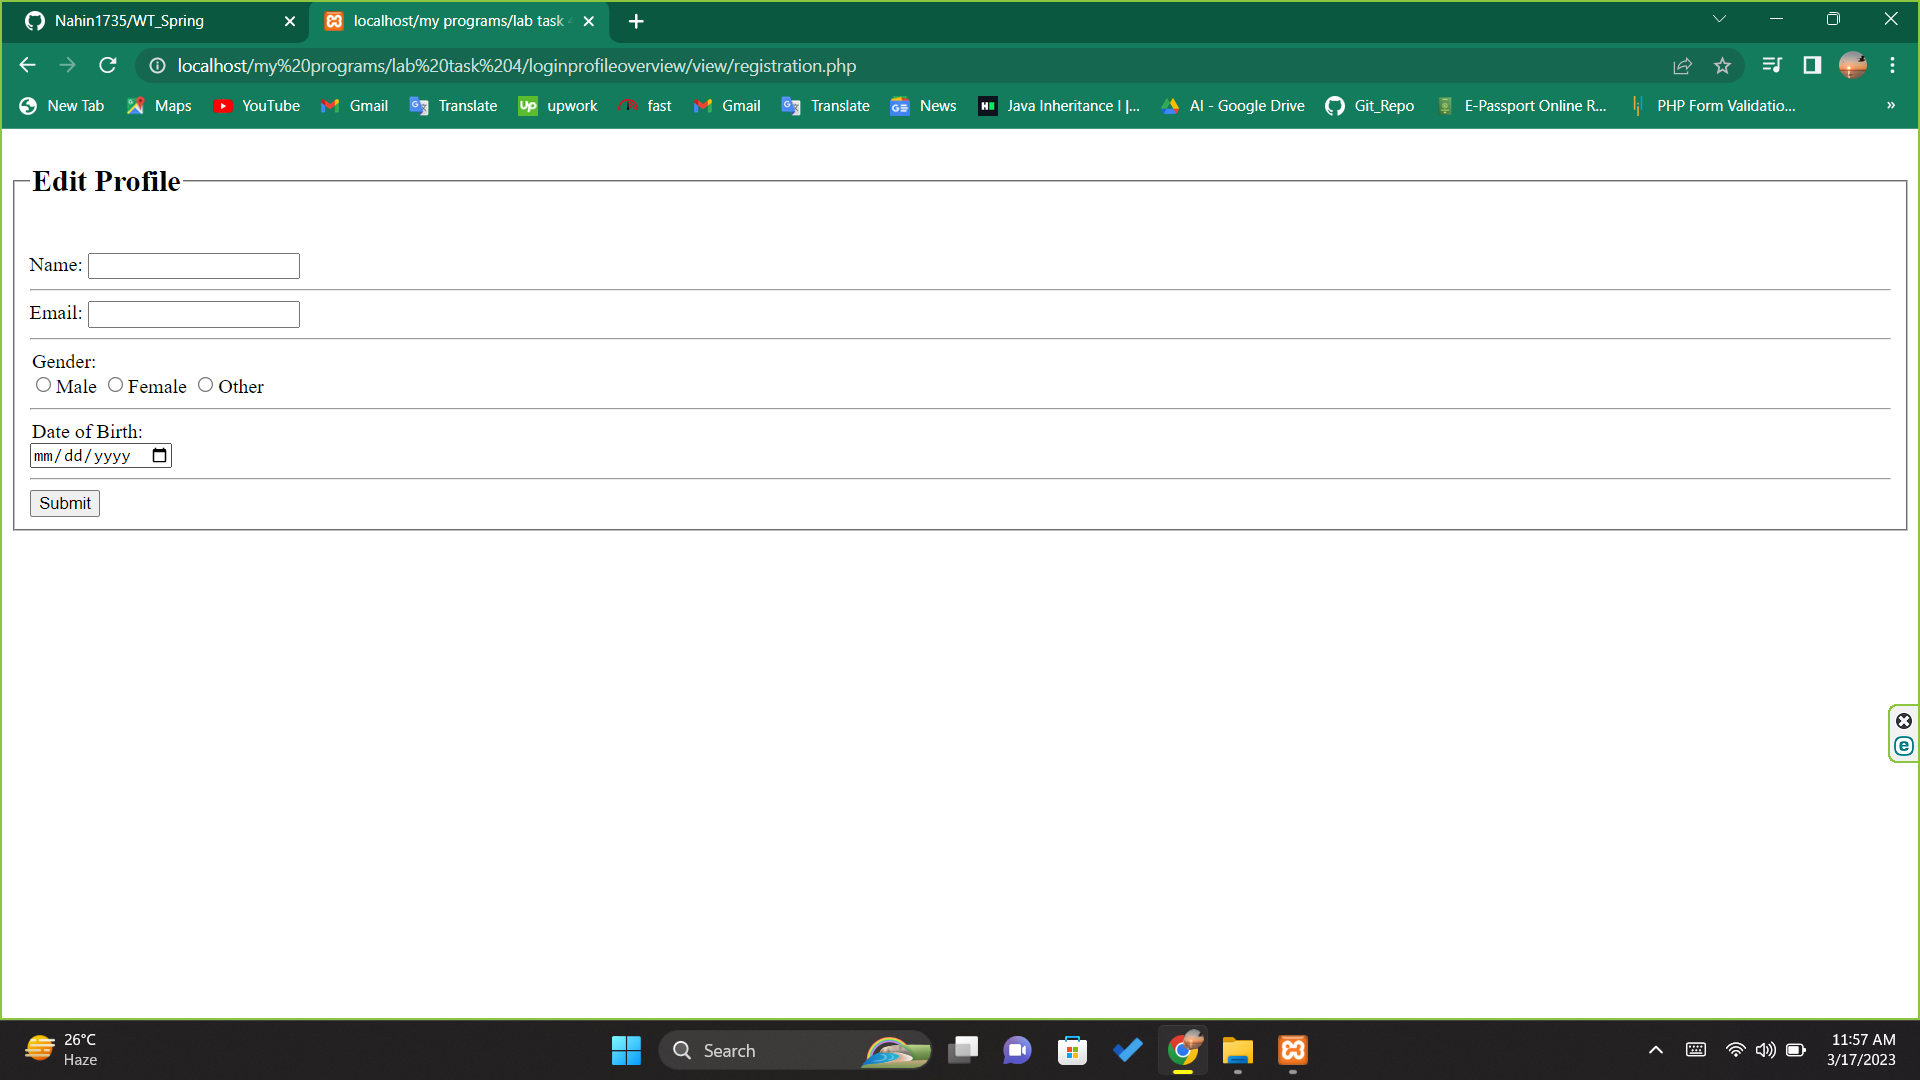 Nahin1735/WT_Spring
localhost/my programs/lab task 4
localhost/my%20programs/lab%20task%204/loginprofileoverview/view/registration.php
New Tab Maps YouTube Gmail Translate upwork fast Gmail Translate News Java Inheritance I |... AI - Google Drive Git_Repo E-Passport Online R... PHP Form Validatio... »
Edit Profile
Name:
Email:
Gender:
Male Female Other
Date of Birth:
mm/dd/yyyy
Submit
26°C
Haze
Search
11:57 AM
3/17/2023